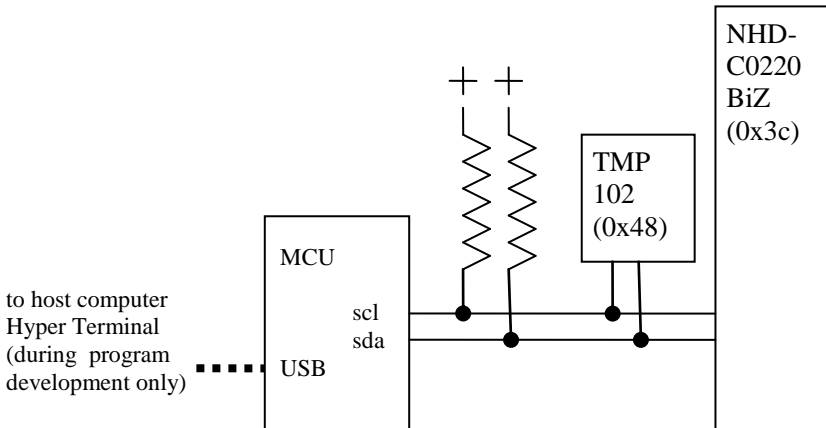 NHD-
C0220
BiZ
(0x3c)
TMP
102
(0x48)
MCU
scl
sda
USB
to host computer
Hyper Terminal
(during program
development only)